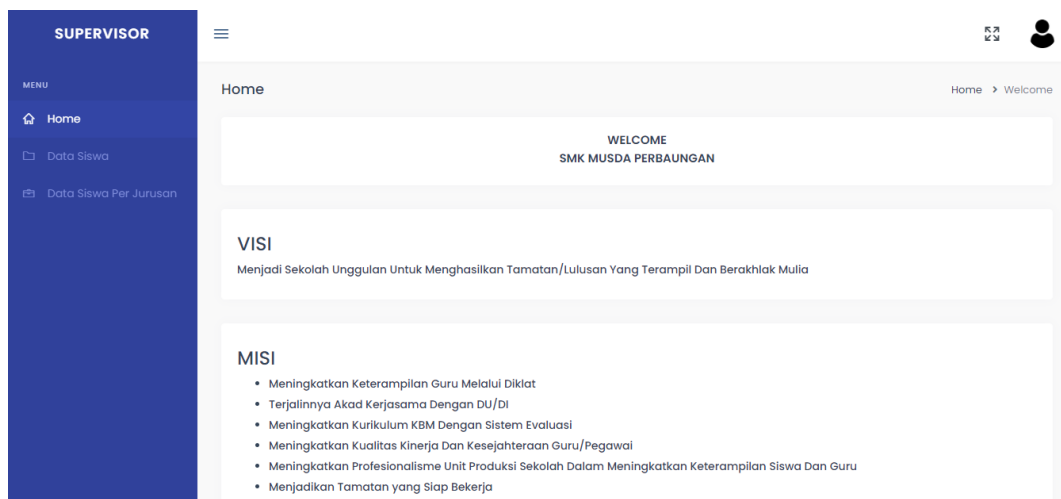 SUPERVISOR
MENU
Home
Data Siswa
Data Siswa Per Jurusan
Home
Home > Welcome
WELCOME
SMK MUSDA PERBAUNGAN
VISI
Menjadi Sekolah Unggulan Untuk Menghasilkan Tamatan/Lulusan Yang Terampil Dan Berakhlak Mulia
MISI
• Meningkatkan Keterampilan Guru Melalui Diklat
• Terjalinnya Akad Kerjasama Dengan DU/DI
• Meningkatkan Kurikulum KBM Dengan Sistem Evaluasi
• Meningkatkan Kualitas Kinerja Dan Kesejahteraan Guru/Pegawai
• Meningkatkan Profesionalisme Unit Produksi Sekolah Dalam Meningkatkan Keterampilan Siswa Dan Guru
• Menjadikan Tamatan yang Siap Bekerja